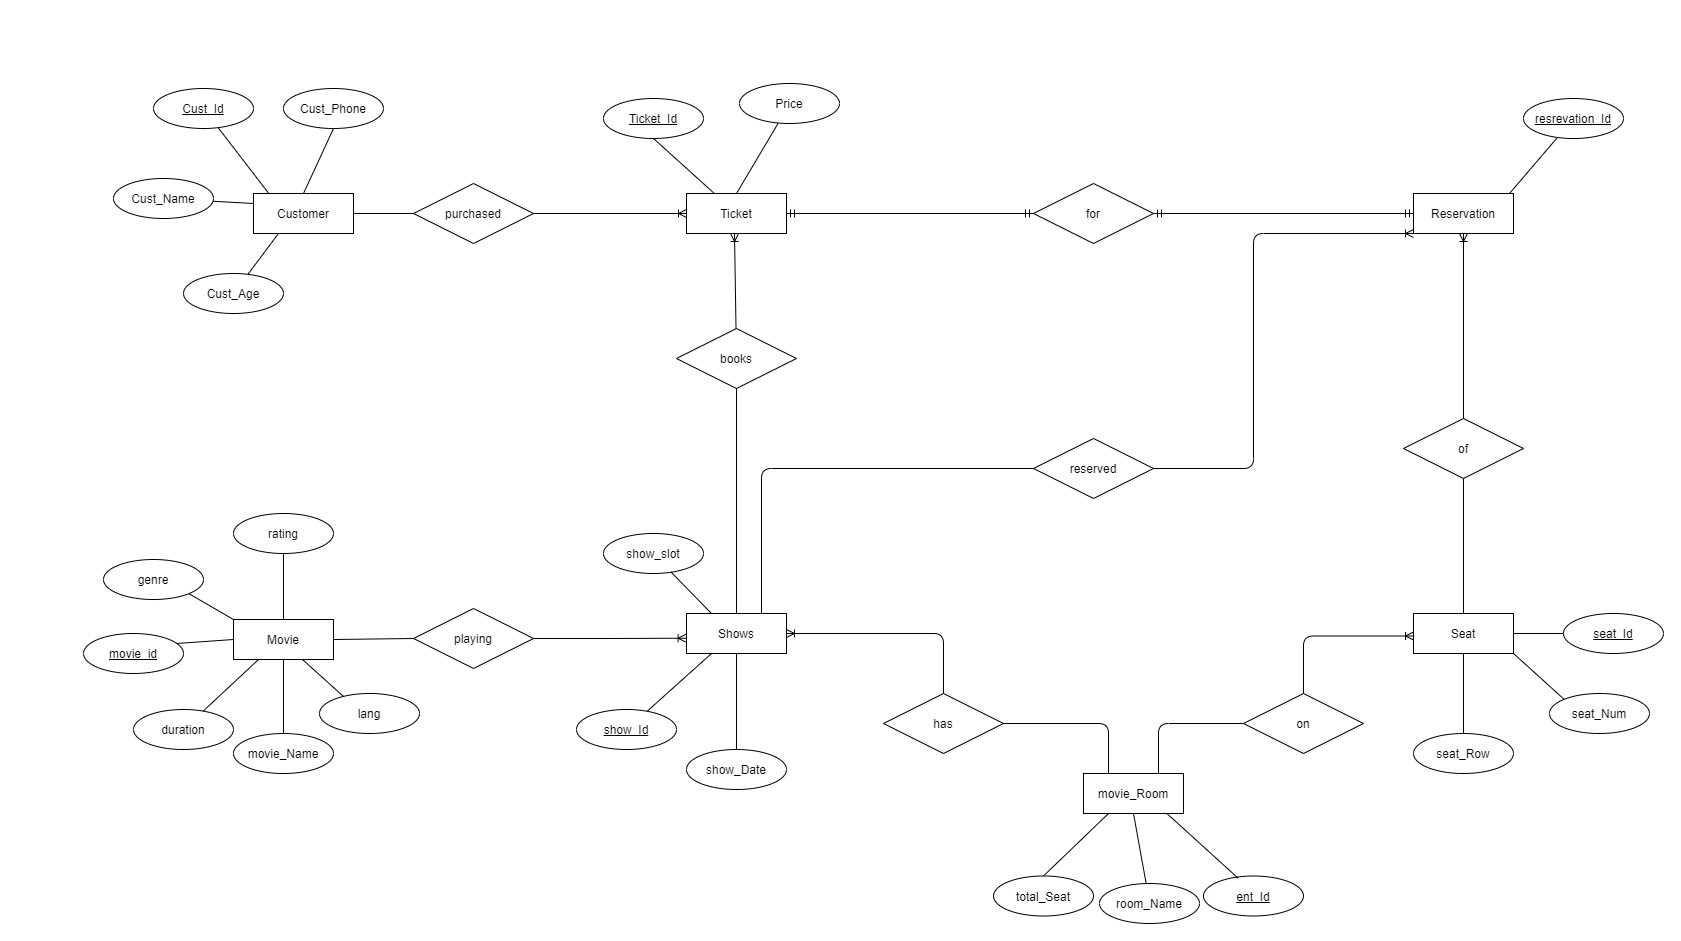 Cust_Id
Cust_Phone
Ticket_Id
Price
resrevation_Id
Cust_Name
Customer
purchased
Ticket
for
Reservation
Cust_Age
books
reserved
of
rating
genre
show_slot
Movie
playing
Shows
Seat
seat_Id
movie_id
lang
seat_Num
duration
movie_Name
show_Id
has
on
seat_Row
show_Date
movie_Room
total_Seat
room_Name
ent_Id